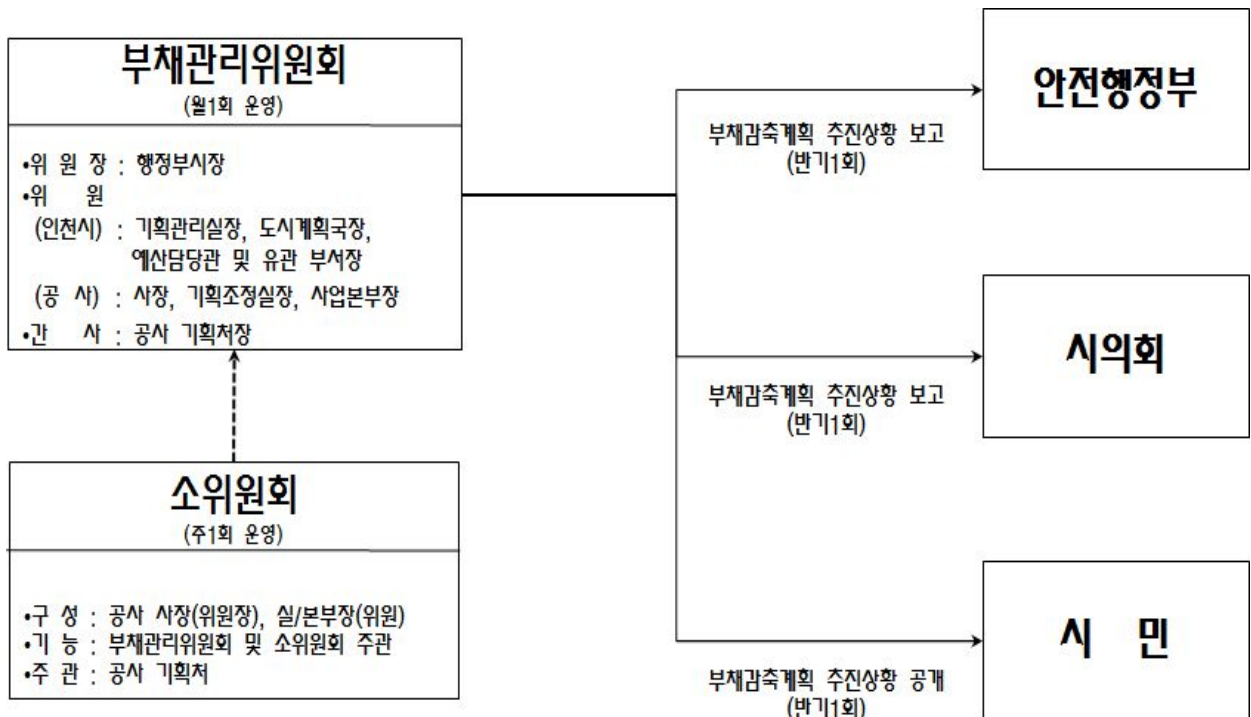 부채관리위원회
(월1회 운영)
•위 원 장 : 행정부시장
•위 원
(인천시) : 기획관리실장, 도시계획국장,
예산담당관 및 유관 부서장
(공 사) : 사장, 기획조정실장, 사업본부장
•간 사 : 공사 기획처장
소위원회
(주1회 운영)
•구 성 : 공사 사장(위원장), 실/본부장(위원)
•기 능 : 부채관리위원회 및 소위원회 주관
•주 관 : 공사 기획처
부채감축계획 추진상황 보고
(반기1회)
안전행정부
부채감축계획 추진상황 보고
(반기1회)
시의회
부채감축계획 추진상황 공개
(반기1회)
시 민